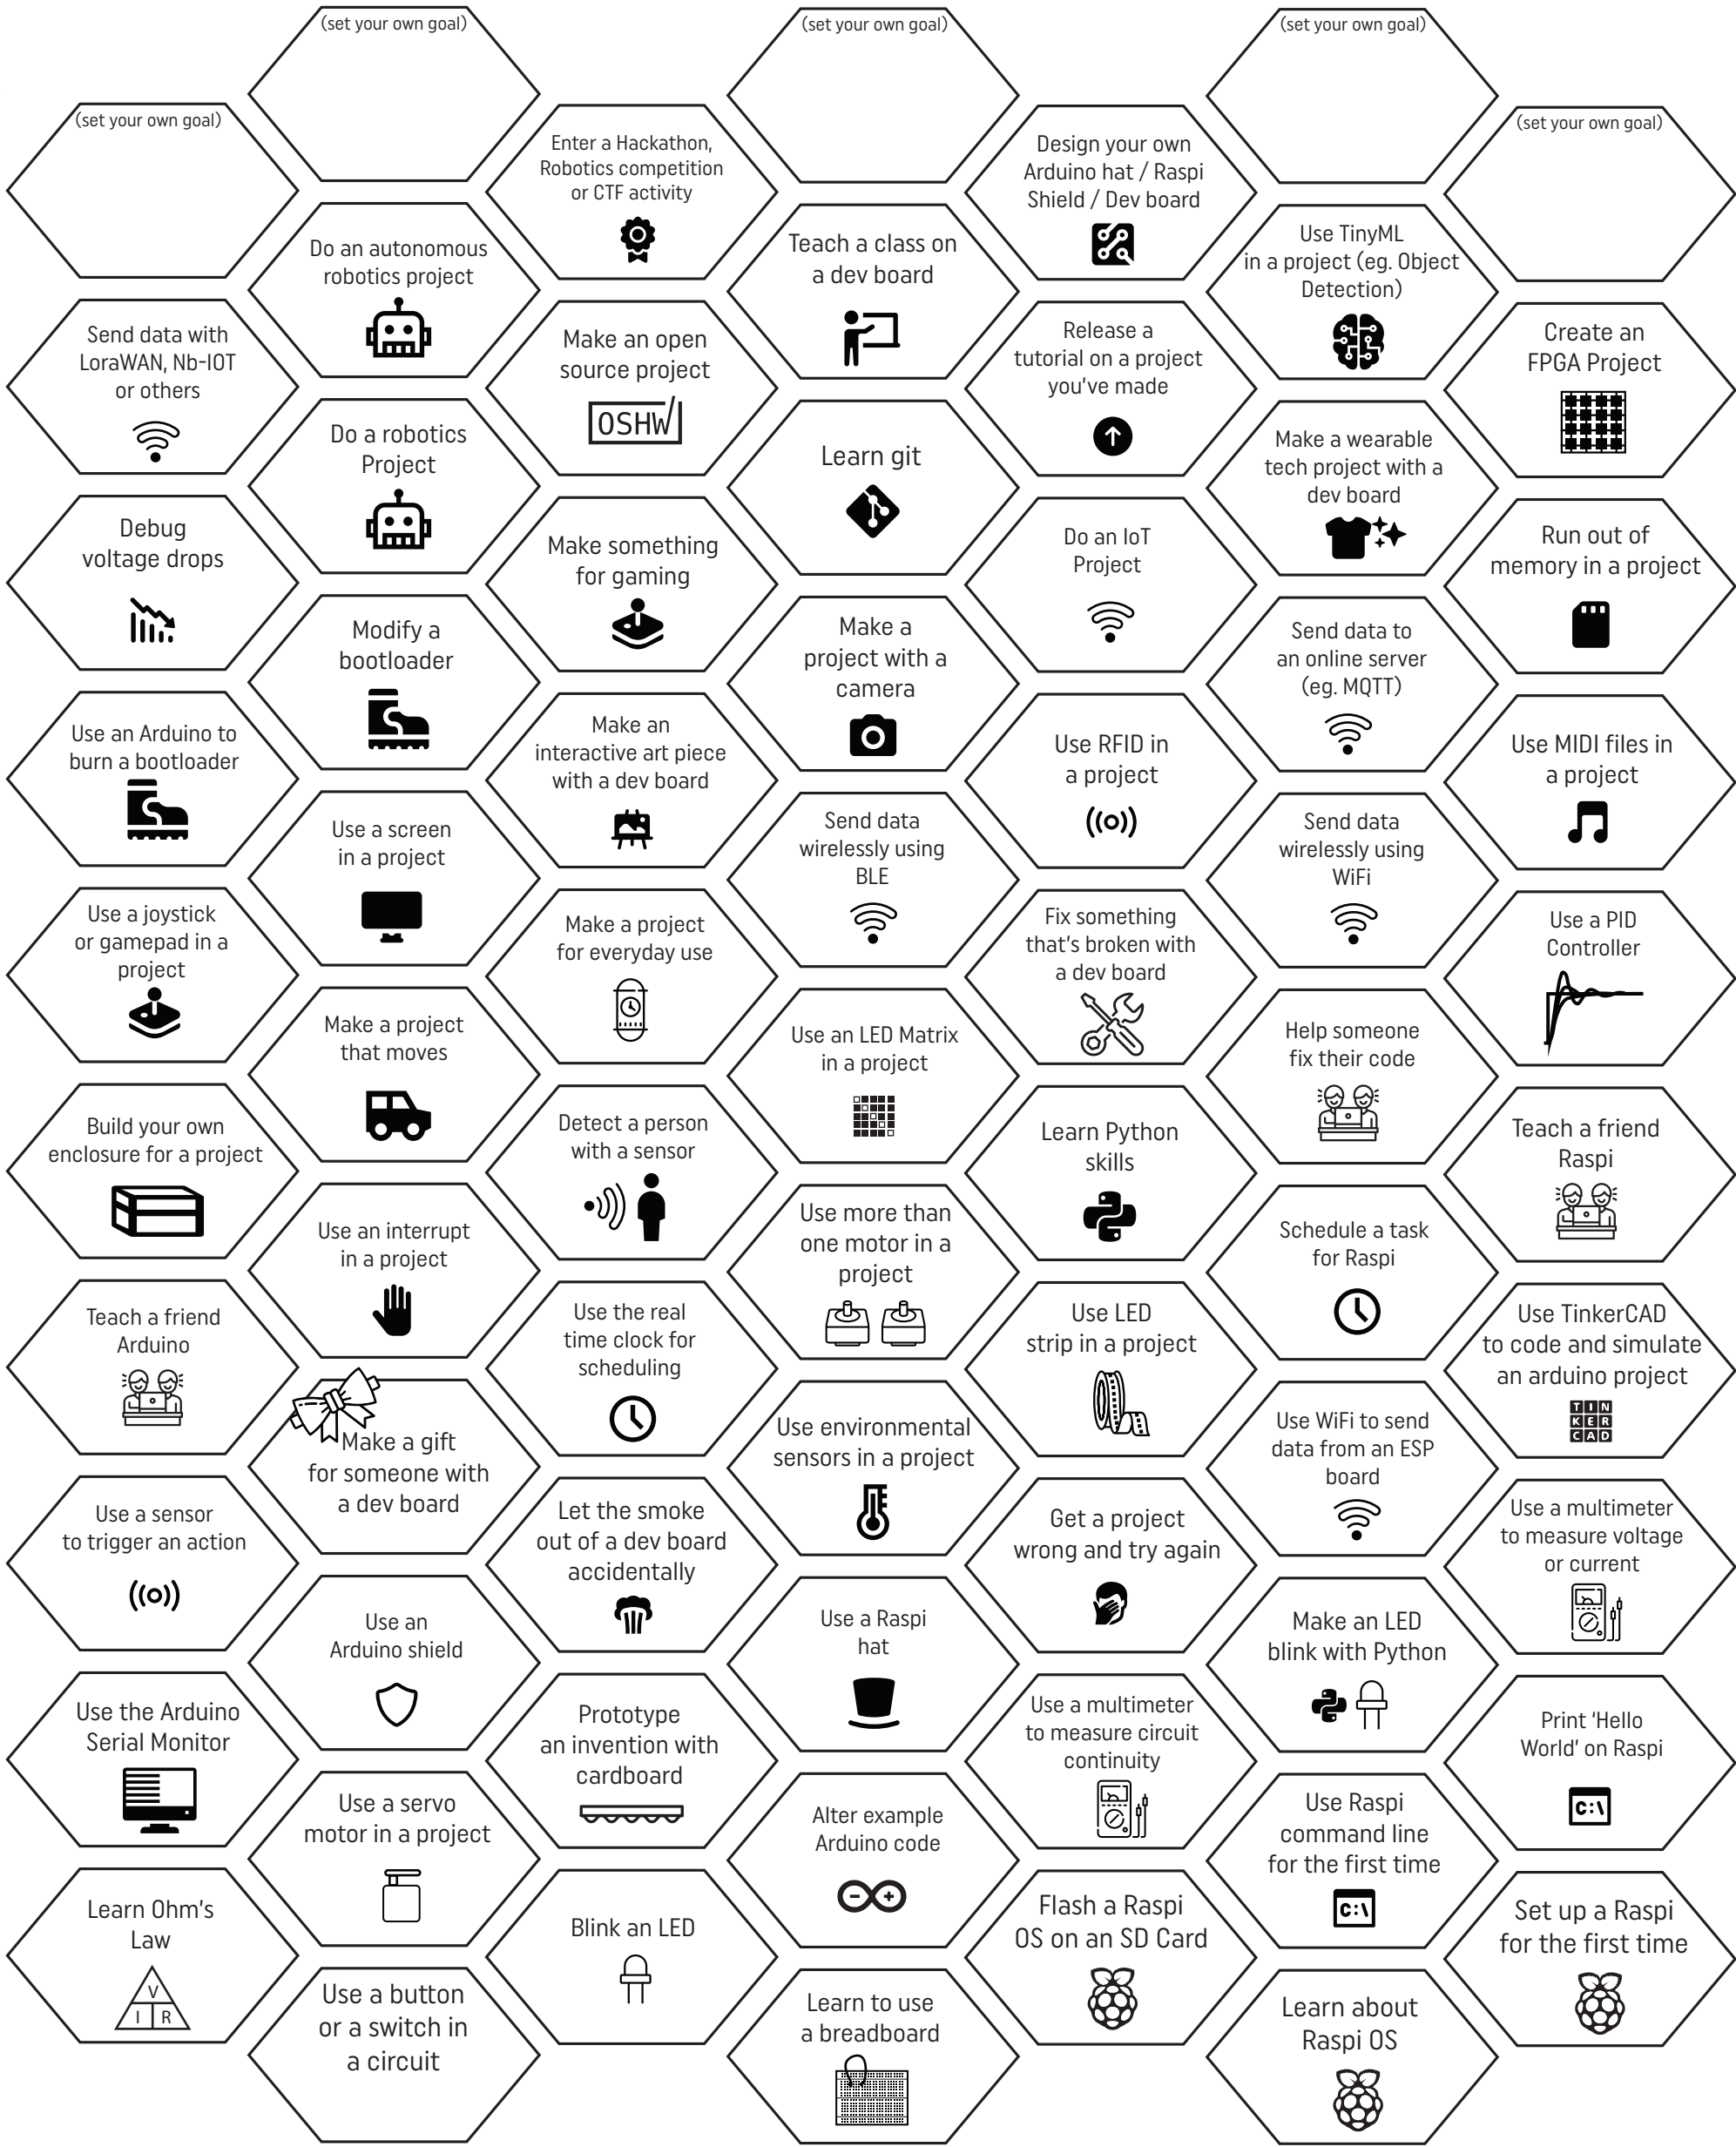 (set your own goal)
(set your own goal)
(set your own goal)
(set your own goal)
(set your own goal)
Enter a Hackathon,
Robotics competition
or CTF activity
Design your own
Arduino hat / Raspi
Shield / Dev board
Do an autonomous
robotics project
Teach a class on
a dev board
Use TinyML
in a project (eg. Object
Detection)
Send data with
LoraWAN, Nb-IOT
or others
Make an open
source project
OSHW
Release a
tutorial on a project
you've made
Create an
FPGA Project
Do a robotics
Project
Learn git
Make a wearable
tech project with a
dev board
Debug
voltage drops
Make something
for gaming
Do an IoT
Project
Run out of
memory in a project
Modify a
bootloader
Make a
project with a
camera
Send data to
an online server
(eg. MQTT)
Use an Arduino to
burn a bootloader
Make an
interactive art piece
with a dev board
Use RFID in
a project
Use MIDI files in
a project
Use a screen
in a project
Send data
wirelessly using
BLE
Send data
wirelessly using
WiFi
Use a joystick
or gamepad in a
project
Make a project
for everyday use
Fix something
that's broken with
a dev board
Use a PID
Controller
Make a project
that moves
Use an LED Matrix
in a project
Help someone
fix their code
Build your own
enclosure for a project
Detect a person
with a sensor
Learn Python
skills
Teach a friend
Raspi
Use an interrupt
in a project
Use more than
one motor in a
project
Schedule a task
for Raspi
Teach a friend
Arduino
Use the real
time clock for
scheduling
Use LED
strip in a project
Use TinkerCAD
to code and simulate
an arduino project
TIN
KER
CAD
Make a gift
for someone with
a dev board
Use environmental
sensors in a project
Use WiFi to send
data from an ESP
board
Use a sensor
to trigger an action
Let the smoke
out of a dev board
accidentally
Get a project
wrong and try again
Use a multimeter
to measure voltage
or current
Use an
Arduino shield
Use a Raspi
hat
Make an LED
blink with Python
Use the Arduino
Serial Monitor
Prototype
an invention with
cardboard
Use a multimeter
to measure circuit
continuity
Print ‘Hello
World’ on Raspi
C:\
Use a servo
motor in a project
Alter example
Arduino code
Use Raspi
command line
for the first time
C:\
Learn Ohm's
Law
V
I R
Blink an LED
Flash a Raspi
OS on an SD Card
Set up a Raspi
for the first time
Use a button
or a switch in
a circuit
Learn to use
a breadboard
Learn about
Raspi OS